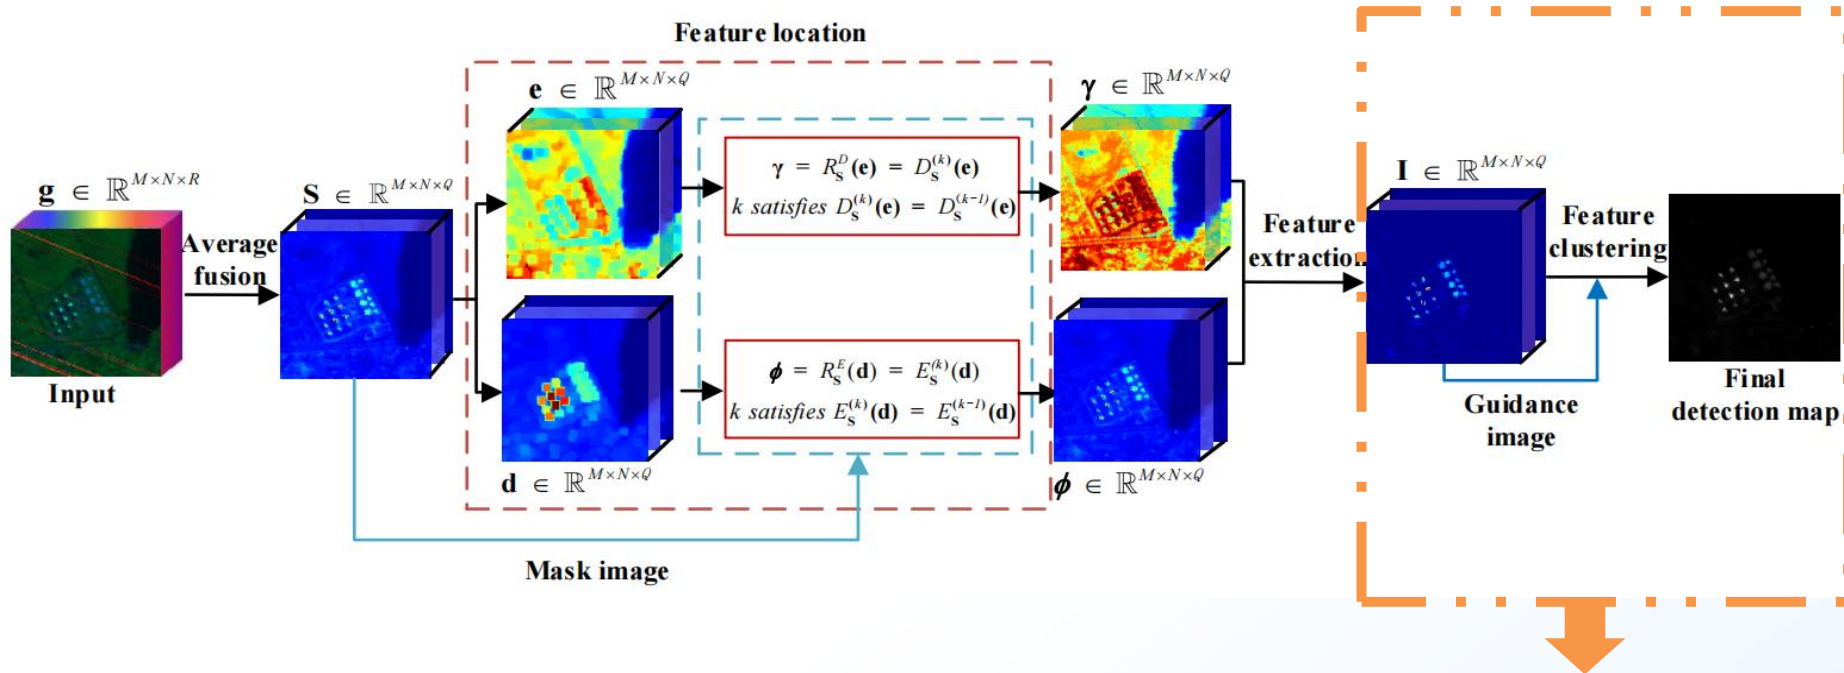 Feature location
g ∈ ℝ^{M×N×R}
Input
Average
fusion
S ∈ ℝ^{M×N×Q}
e ∈ ℝ^{M×N×Q}
d ∈ ℝ^{M×N×Q}
γ = R_S^D(e) = D_S^{(k)}(e)
k satisfies D_S^{(k)}(e) = D_S^{(k-1)}(e)
ϕ = R_S^E(d) = E_S^{(k)}(d)
k satisfies E_S^{(k)}(d) = E_S^{(k-1)}(d)
Mask image
γ ∈ ℝ^{M×N×Q}
ϕ ∈ ℝ^{M×N×Q}
Feature
extraction
I ∈ ℝ^{M×N×Q}
Feature
clustering
Guidance
image
Final
detection map